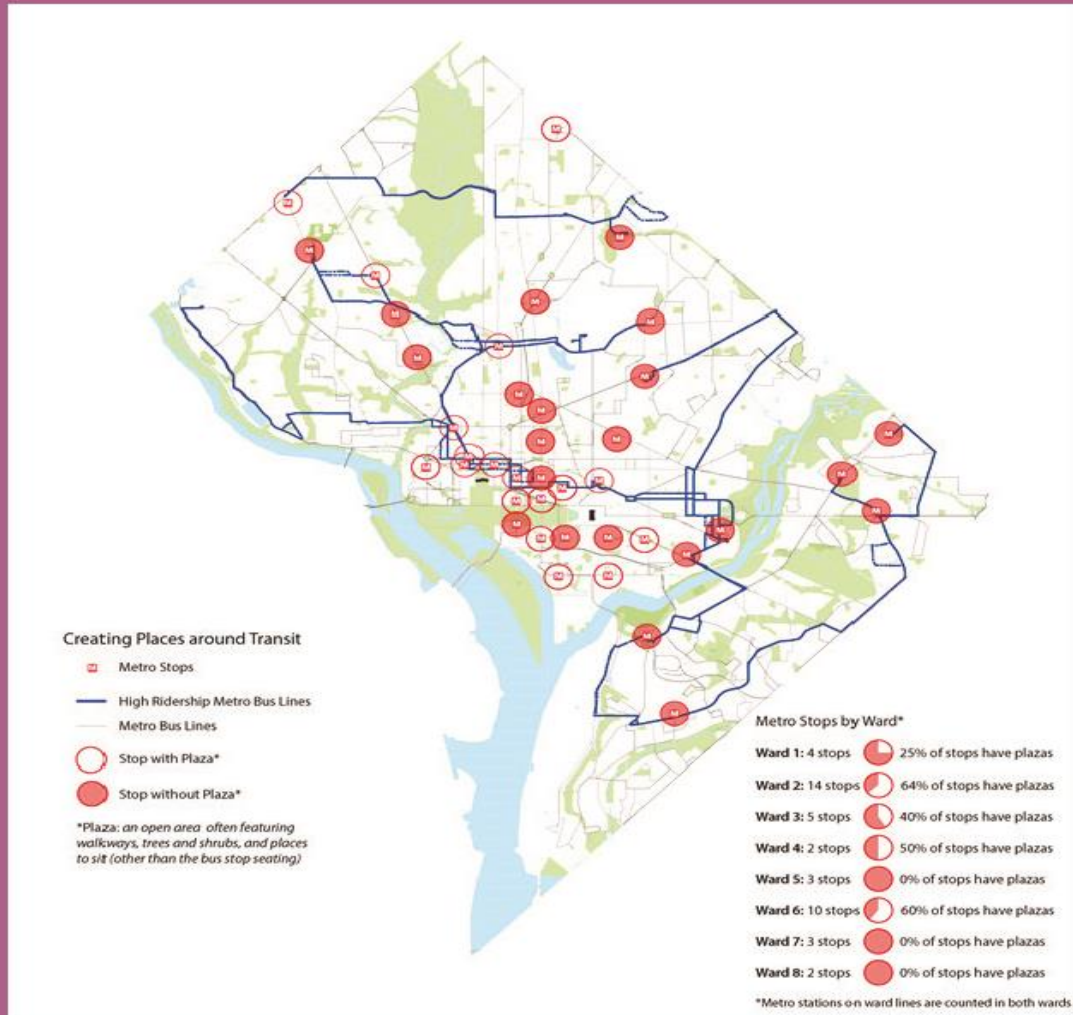 Creating Places around Transit
M Metro Stops
High Ridership Metro Bus Lines
Metro Bus Lines
Stop with Plaza*
Stop without Plaza*
*Plaza: an open area often featuring
walkways, trees and shrubs, and places
to sit (other than the bus stop seating)
Metro Stops by Ward*
Ward 1: 4 stops 25% of stops have plazas
Ward 2: 14 stops 64% of stops have plazas
Ward 3: 5 stops 40% of stops have plazas
Ward 4: 2 stops 50% of stops have plazas
Ward 5: 3 stops 0% of stops have plazas
Ward 6: 10 stops 60% of stops have plazas
Ward 7: 3 stops 0% of stops have plazas
Ward 8: 2 stops 0% of stops have plazas
*Metro stations on ward lines are counted in both wards